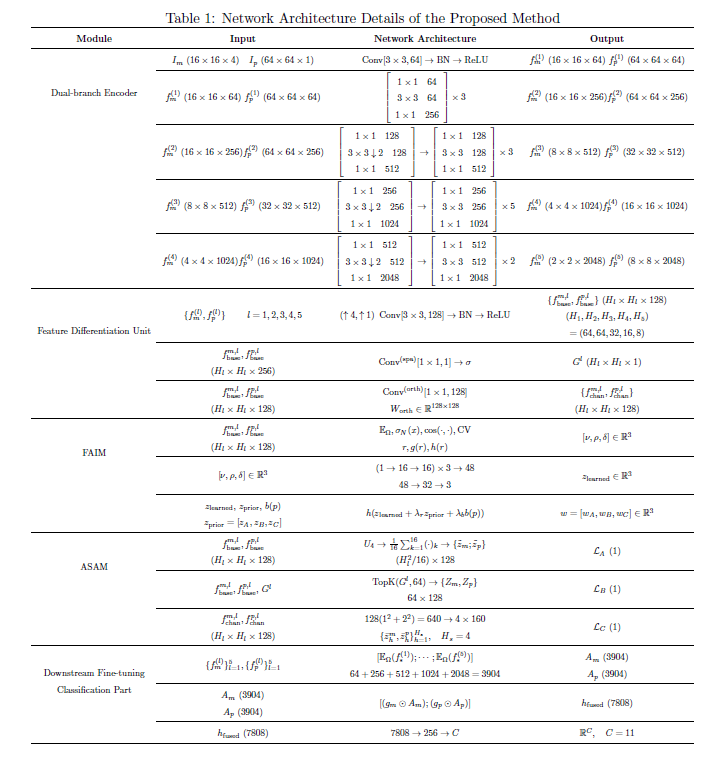 Table 1: Network Architecture Details of the Proposed Method
Module Input Network Architecture Output
I_m (16 × 16 × 4) I_p (64 × 64 × 1) Conv[3 × 3, 64] → BN → ReLU f_m^(1) (16 × 16 × 64) f_p^(1) (64 × 64 × 64)
Dual-branch Encoder
f_m^(1) (16 × 16 × 64) f_p^(1) (64 × 64 × 64) [1 × 1 64; 3 × 3 64; 1 × 1 256] × 3 f_m^(2) (16 × 16 × 256) f_p^(2) (64 × 64 × 256)
f_m^(2) (16 × 16 × 256) f_p^(2) (64 × 64 × 256) [1 × 1 128; 3 × 3 ↓ 2 128; 1 × 1 512] → [1 × 1 128; 3 × 3 128; 1 × 1 512] × 3 f_m^(3) (8 × 8 × 512) f_p^(3) (32 × 32 × 512)
f_m^(3) (8 × 8 × 512) f_p^(3) (32 × 32 × 512) [1 × 1 256; 3 × 3 ↓ 2 256; 1 × 1 1024] → [1 × 1 256; 3 × 3 256; 1 × 1 1024] × 5 f_m^(4) (4 × 4 × 1024) f_p^(4) (16 × 16 × 1024)
f_m^(4) (4 × 4 × 1024) f_p^(4) (16 × 16 × 1024) [1 × 1 512; 3 × 3 ↓ 2 512; 1 × 1 2048] → [1 × 1 512; 3 × 3 512; 1 × 1 2048] × 2 f_m^(5) (2 × 2 × 2048) f_p^(5) (8 × 8 × 2048)
Feature Differentiation Unit
{f_m^(l), f_p^(l)} l = 1, 2, 3, 4, 5 (↑ 4, ↑ 1) Conv[3 × 3, 128] → BN → ReLU {f_base^{m,l}, f_base^{p,l}} (H_l × H_l × 128)
(H_1, H_2, H_3, H_4, H_5)
= (64, 64, 32, 16, 8)
f_base^{m,l}, f_base^{p,l}
(H_l × H_l × 256) Conv^(spa)[1 × 1, 1] → σ G^l (H_l × H_l × 1)
f_base^{m,l}, f_base^{p,l} Conv^(orth)[1 × 1, 128] {f_chan^{m,l}, f_chan^{p,l}}
(H_l × H_l × 128) W_orth ∈ ℝ^{128×128} (H_l × H_l × 128)
FAIM
f_base^{m,l}, f_base^{p,l} 𝔼_Ω, σ_N(x), cos(·, ·), CV [ν, ρ, δ] ∈ ℝ^3
(H_l × H_l × 128) r, g(r), h(r)
[ν, ρ, δ] ∈ ℝ^3 (1 → 16 → 16) × 3 → 48 z_learned ∈ ℝ^3
48 → 32 → 3
z_learned, z_prior, b(p) h(z_learned + λ_r z_prior + λ_b b(p)) w = [w_A, w_B, w_C] ∈ ℝ^3
z_prior = [z_A, z_B, z_C]
ASAM
f_base^{m,l}, f_base^{p,l} U_4 → 1/16 ∑_{k=1}^{16} (·)_k → {z̄_m; z̄_p} ℒ_A (1)
(H_l × H_l × 128) (H_l^2/16) × 128
f_base^{m,l}, f_base^{p,l}, G^l TopK(G^l, 64) → {Z_m, Z_p} ℒ_B (1)
64 × 128
f_chan^{m,l}, f_chan^{p,l} 128(1^2 + 2^2) = 640 → 4 × 160 ℒ_C (1)
(H_l × H_l × 128) {z̄_h^m, z̄_h^p}_{h=1}^{H_s}, H_s = 4
Downstream Fine-tuning
Classification Part
{f_m^(l)}_{l=1}^5, {f_p^(l)}_{l=1}^5 [𝔼_Ω(f_*^(1)); · · · ; 𝔼_Ω(f_*^(5))] A_m (3904)
64 + 256 + 512 + 1024 + 2048 = 3904 A_p (3904)
A_m (3904) [(g_m ⊙ A_m); (g_p ⊙ A_p)] h_fused (7808)
A_p (3904)
h_fused (7808) 7808 → 256 → C ℝ^C, C = 11